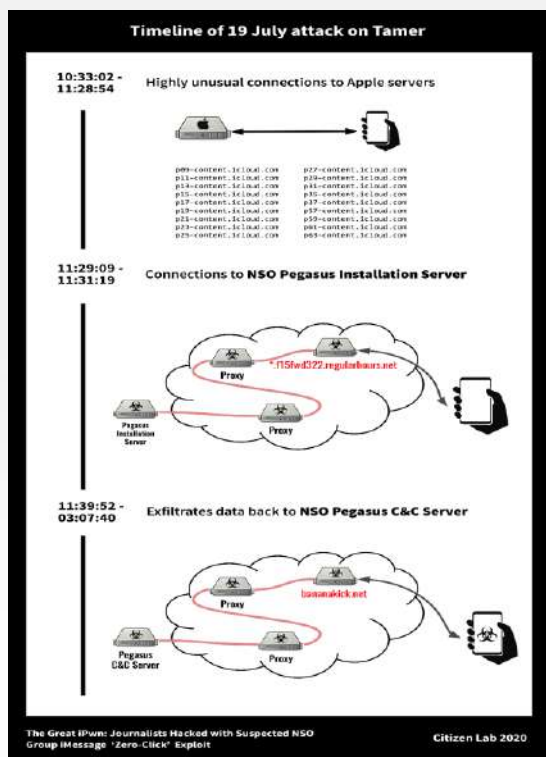 Timeline of 19 July attack on Tamer
10:33:02 -
11:28:54
Highly unusual connections to Apple servers
p09-content.icloud.com
p11-content.icloud.com
p13-content.icloud.com
p15-content.icloud.com
p17-content.icloud.com
p19-content.icloud.com
p21-content.icloud.com
p23-content.icloud.com
p25-content.icloud.com
p27-content.icloud.com
p29-content.icloud.com
p31-content.icloud.com
p35-content.icloud.com
p37-content.icloud.com
p57-content.icloud.com
p59-content.icloud.com
p61-content.icloud.com
p63-content.icloud.com
11:29:09 -
11:31:19
Connections to NSO Pegasus Installation Server
*.f15fwd322.regularhours.net
Proxy
Pegasus
Installation
Server
Proxy
11:39:52 -
03:07:40
Exfiltrates data back to NSO Pegasus C&C Server
bananakick.net
Proxy
Pegasus
C&C Server
Proxy
The Great iPwn: Journalists Hacked with Suspected NSO
Group iMessage 'Zero-Click' Exploit
Citizen Lab 2020